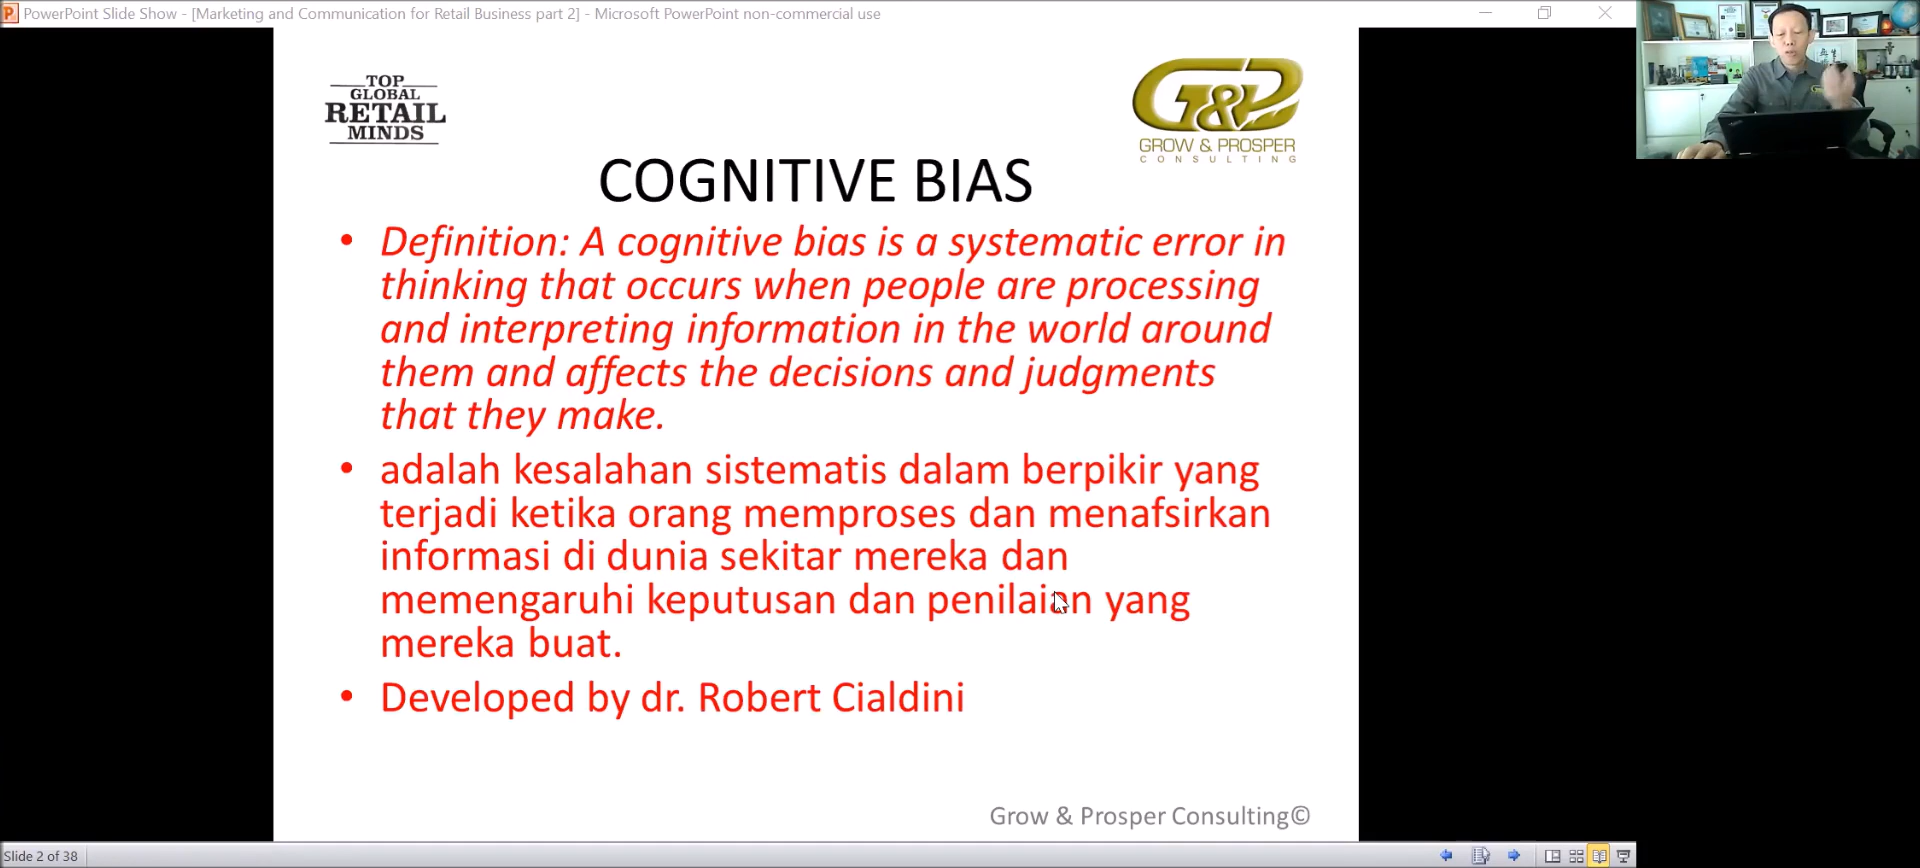 PowerPoint Slide Show - [Marketing and Communication for Retail Business part 2] - Microsoft PowerPoint non-commercial use
TOP
GLOBAL
RETAIL
MINDS
G&P
GROW & PROSPER
CONSULTING
COGNITIVE BIAS
• Definition: A cognitive bias is a systematic error in
thinking that occurs when people are processing
and interpreting information in the world around
them and affects the decisions and judgments
that they make.
• adalah kesalahan sistematis dalam berpikir yang
terjadi ketika orang memproses dan menafsirkan
informasi di dunia sekitar mereka dan
memengaruhi keputusan dan penilaian yang
mereka buat.
• Developed by dr. Robert Cialdini
Grow & Prosper Consulting©
Slide 2 of 38